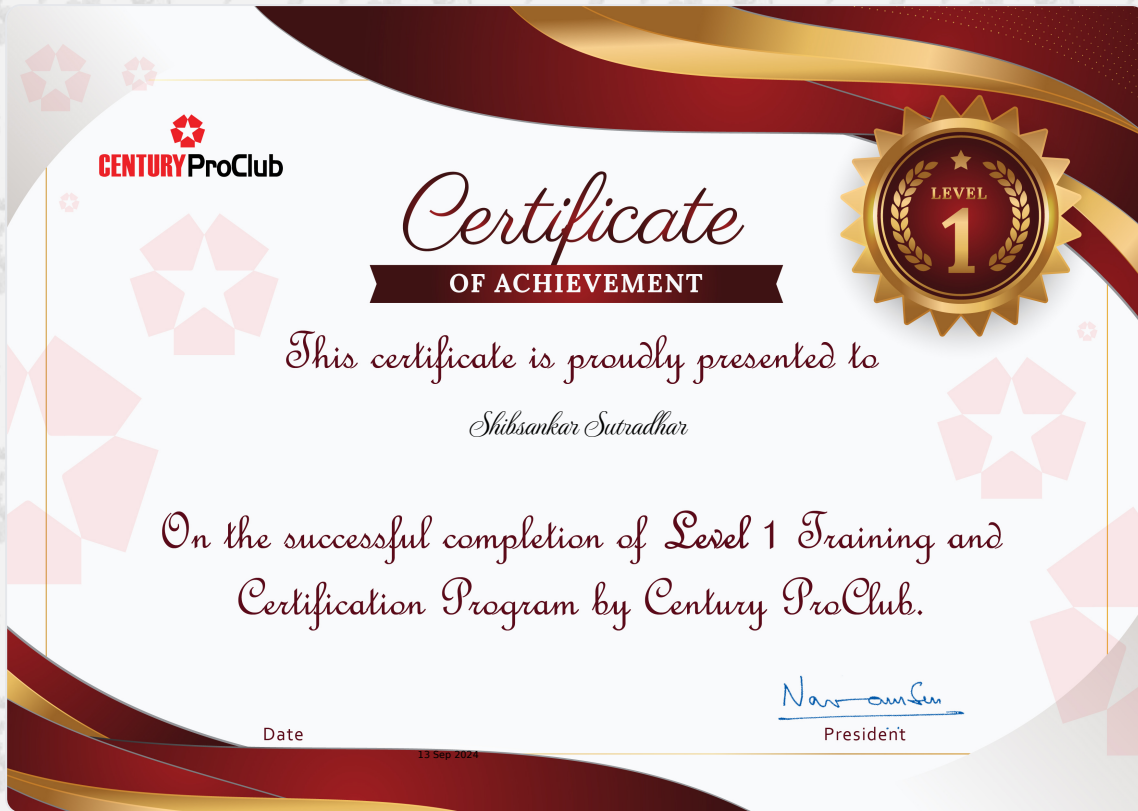 CENTURY ProClub
LEVEL
1
Certificate
OF ACHIEVEMENT
This certificate is proudly presented to
Shibsankar Sutradhar
On the successful completion of Level 1 Training and
Certification Program by Century ProClub.
Date
President
13 Sep 2024